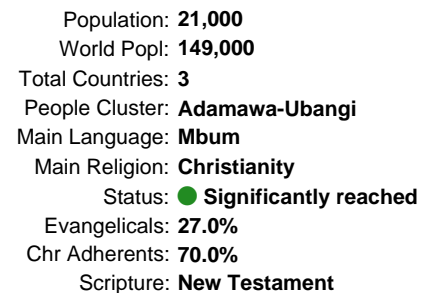 Population: 21,000
World Popl: 149,000
Total Countries: 3
People Cluster: Adamawa-Ubangi
Main Language: Mbum
Main Religion: Christianity
Status: Significantly reached
Evangelicals: 27.0%
Chr Adherents: 70.0%
Scripture: New Testament